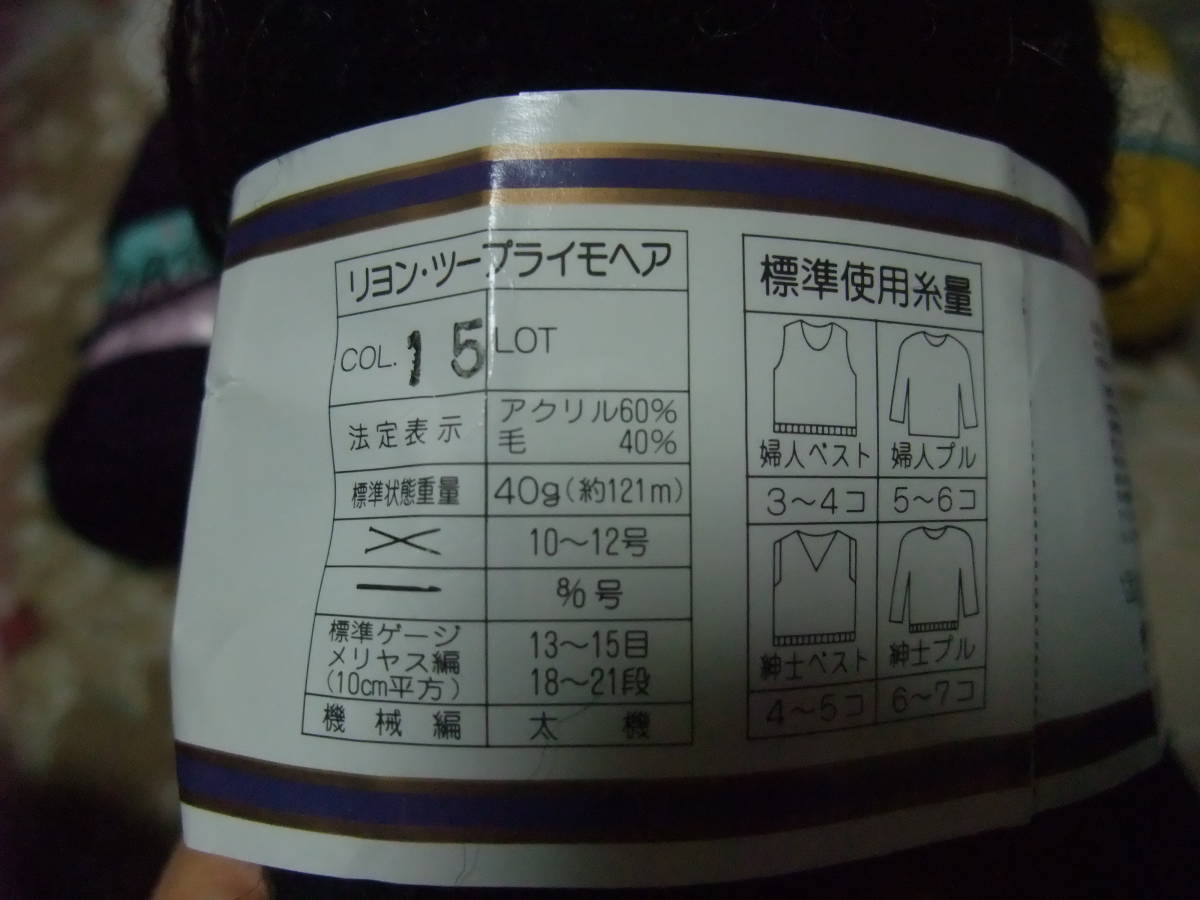 リヨン・ツープライモヘア
COL. 15 LOT
法定表示 アクリル60%
毛 40%
標準状態重量 40g(約121m)
10〜12号
8/0号
標準ゲージ
メリヤス編
(10cm平方)
13〜15目
18〜21段
機械編 太機
標準使用糸量
婦人ベスト 婦人プル
3〜4コ 5〜6コ
紳士ベスト 紳士プル
4〜5コ 6〜7コ